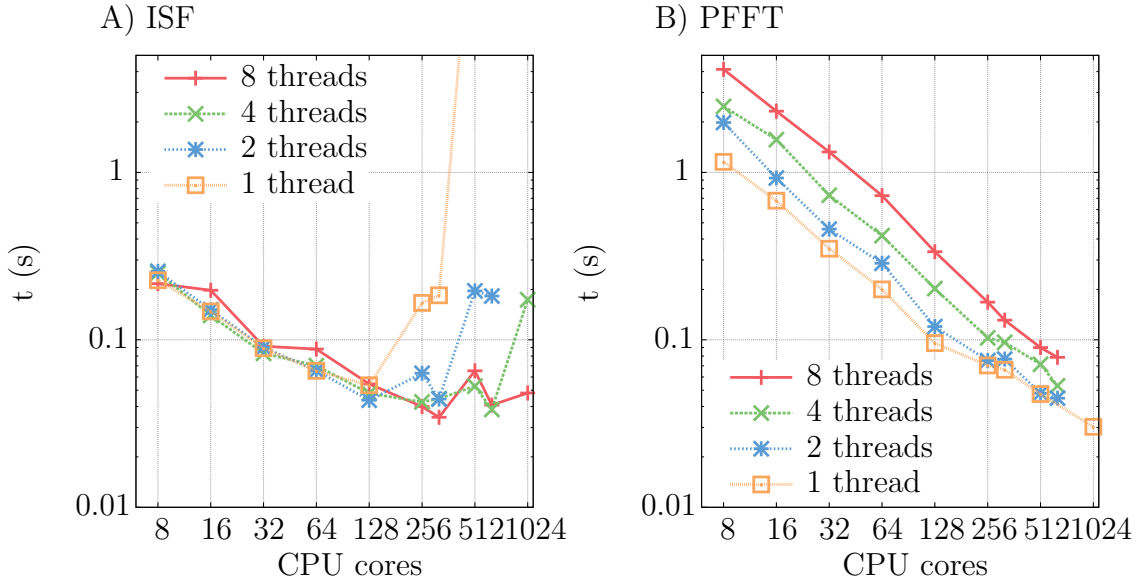 A) ISF
t (s)
1
0.1
0.01
8 threads
4 threads
2 threads
1 thread
8 16 32 64 128 256 512 1024
CPU cores
B) PFFT
t (s)
1
0.1
0.01
8 threads
4 threads
2 threads
1 thread
8 16 32 64 128 256 512 1024
CPU cores